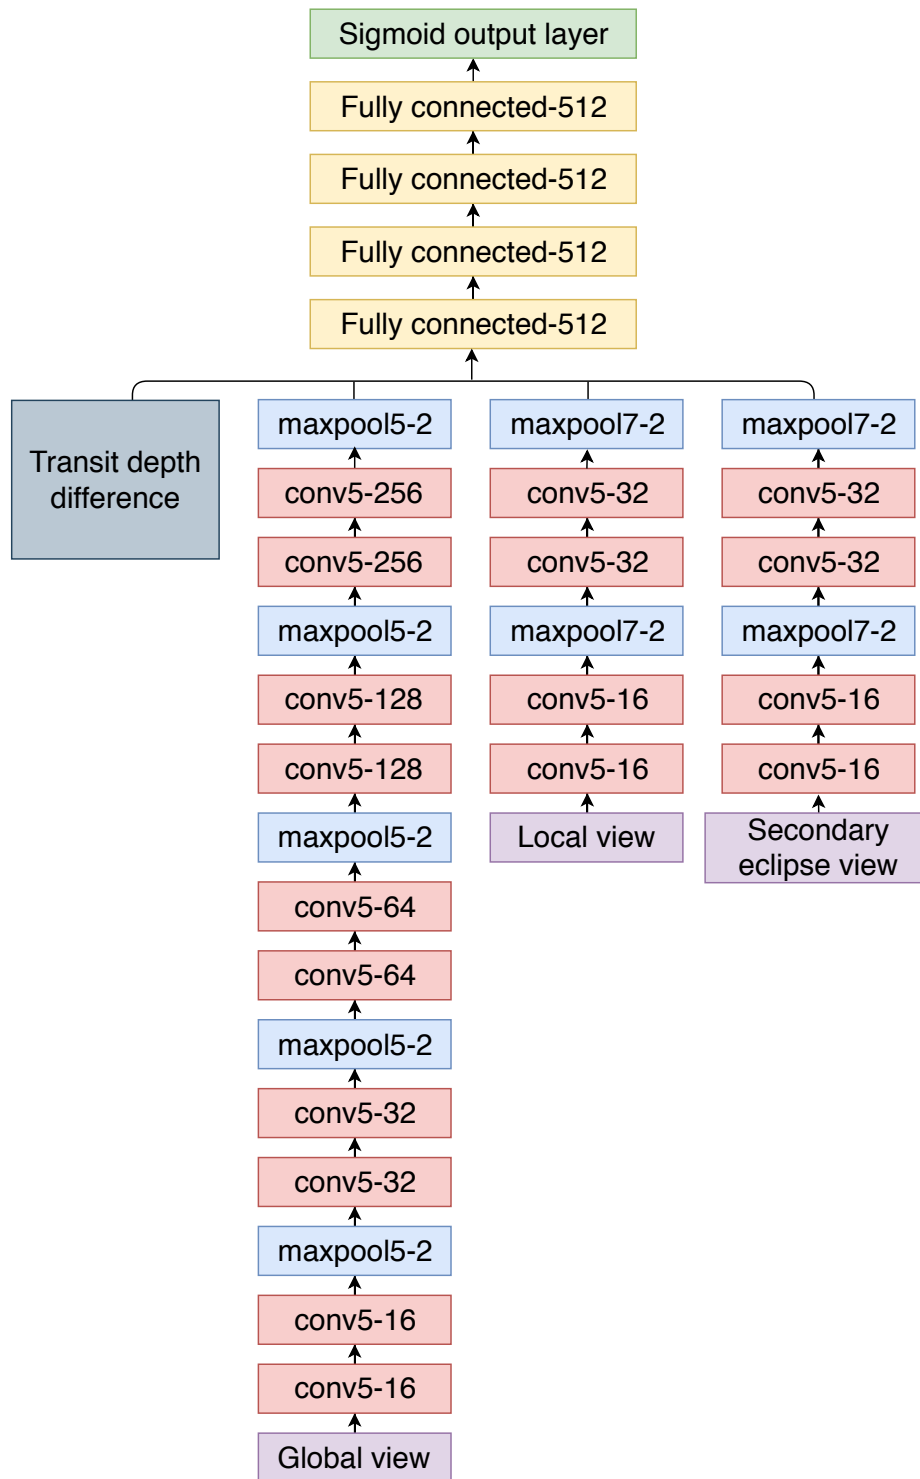 Sigmoid output layer
Fully connected-512
Fully connected-512
Fully connected-512
Fully connected-512
Transit depth
difference
maxpool5-2
conv5-256
conv5-256
maxpool5-2
conv5-128
conv5-128
maxpool5-2
conv5-64
conv5-64
maxpool5-2
conv5-32
conv5-32
maxpool5-2
conv5-16
conv5-16
Global view
maxpool7-2
conv5-32
conv5-32
maxpool7-2
conv5-16
conv5-16
Local view
maxpool7-2
conv5-32
conv5-32
maxpool7-2
conv5-16
conv5-16
Secondary
eclipse view